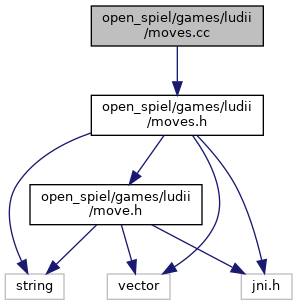 open_spiel/games/ludii
/moves.cc
open_spiel/games/ludii
/moves.h
open_spiel/games/ludii
/move.h
string
vector
jni.h